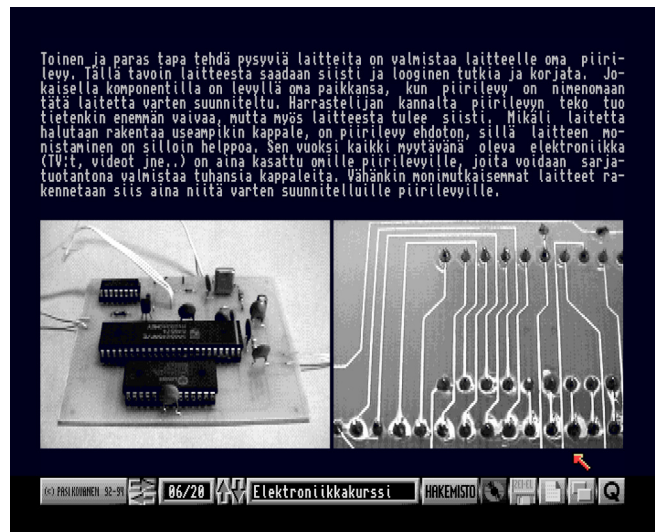 Toinen ja paras tapa tehdä pysyviä laitteita on valmistaa laitteelle oma piiri-
levy. Tällä tavoin laitteesta saadaan siisti ja looginen tutkia ja korjata. Jo-
kaisella komponentilla on levyllä oma paikkansa, kun piirilevy on nimenomaan
tätä laitetta varten suunniteltu. Harrastelijan kannalta piirilevyn teko tuo
tietenkin enemmän vaivaa, mutta myös laitteesta tulee siisti. Mikäli laitetta
halutaan rakentaa useampikin kappale, on piirilevy ehdoton, sillä laitteen mo-
nistaminen on silloin helppoa. Sen vuoksi kaikki myytävänä oleva elektroniikka
(TV:t, videot jne..) on aina kasattu omille piirilevyille, joita voidaan sarja-
tuotantona valmistaa tuhansia kappaleita. Vähänkin monimutkaisemmat laitteet ra-
kennetaan siis aina niitä varten suunnitelluille piirilevyille.
(c) PASI KOVANEN 92-94
06/20
Elektroniikkakurssi
HAKEMISTO
Q